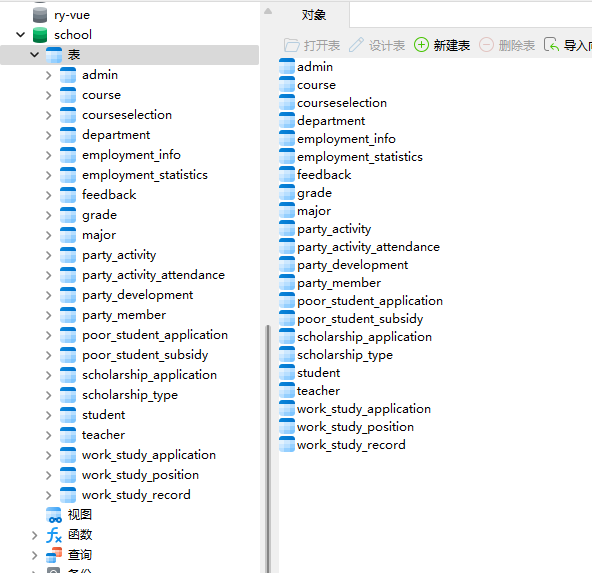 ry-vue
school
表
admin
course
courseselection
department
employment_info
employment_statistics
feedback
grade
major
party_activity
party_activity_attendance
party_development
party_member
poor_student_application
poor_student_subsidy
scholarship_application
scholarship_type
student
teacher
work_study_application
work_study_position
work_study_record
视图
函数
查询
对象
打开表 设计表 新建表 删除表 导入
admin
course
courseselection
department
employment_info
employment_statistics
feedback
grade
major
party_activity
party_activity_attendance
party_development
party_member
poor_student_application
poor_student_subsidy
scholarship_application
scholarship_type
student
teacher
work_study_application
work_study_position
work_study_record